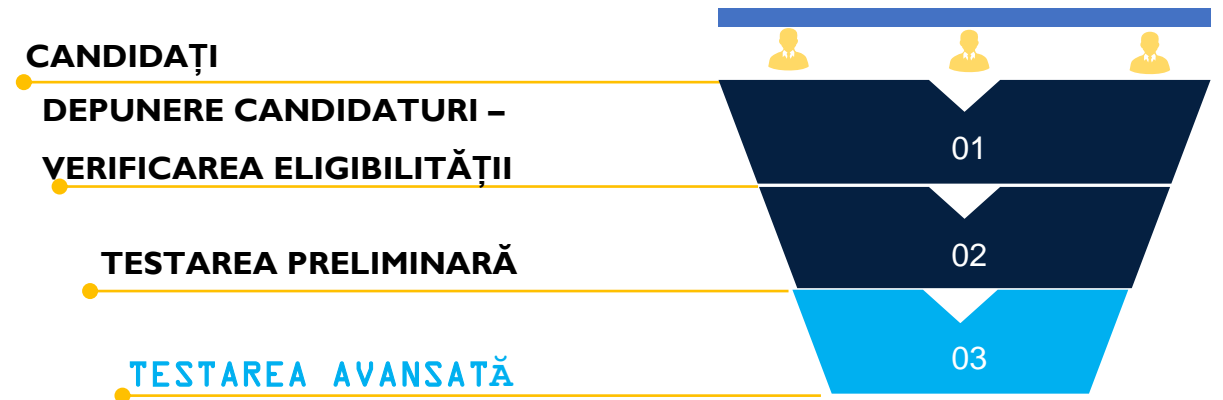 CANDIDAȚI
DEPUNERE CANDIDATURI –
01
VERIFICAREA ELIGIBILITĂȚII
TESTAREA PRELIMINARĂ
02
TESTAREA AVANSATĂ
03